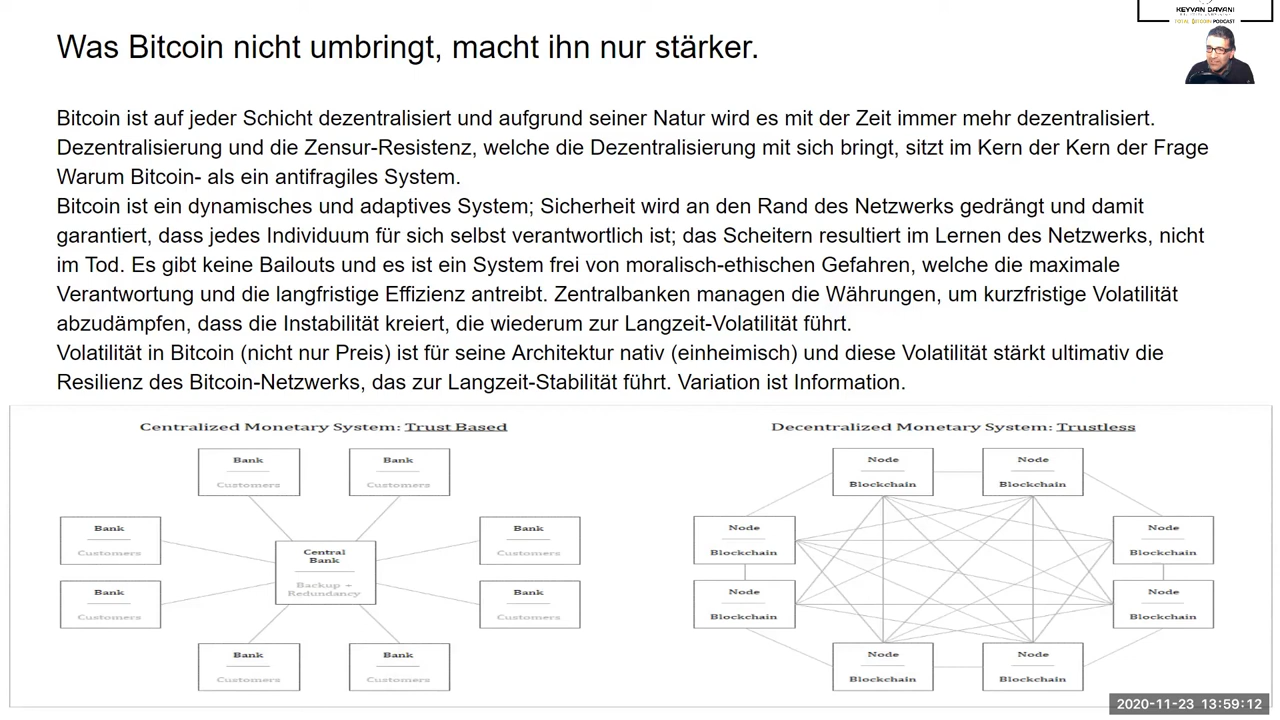 KEYVAN DAVANI
TOTAL BITCOIN PODCAST
Was Bitcoin nicht umbringt, macht ihn nur stärker.
Bitcoin ist auf jeder Schicht dezentralisiert und aufgrund seiner Natur wird es mit der Zeit immer mehr dezentralisiert.
Dezentralisierung und die Zensur-Resistenz, welche die Dezentralisierung mit sich bringt, sitzt im Kern der Kern der Frage
Warum Bitcoin- als ein antifragiles System.
Bitcoin ist ein dynamisches und adaptives System; Sicherheit wird an den Rand des Netzwerks gedrängt und damit
garantiert, dass jedes Individuum für sich selbst verantwortlich ist; das Scheitern resultiert im Lernen des Netzwerks, nicht
im Tod. Es gibt keine Bailouts und es ist ein System frei von moralisch-ethischen Gefahren, welche die maximale
Verantwortung und die langfristige Effizienz antreibt. Zentralbanken managen die Währungen, um kurzfristige Volatilität
abzudämpfen, dass die Instabilität kreiert, die wiederum zur Langzeit-Volatilität führt.
Volatilität in Bitcoin (nicht nur Preis) ist für seine Architektur nativ (einheimisch) und diese Volatilität stärkt ultimativ die
Resilienz des Bitcoin-Netzwerks, das zur Langzeit-Stabilität führt. Variation ist Information.
Centralized Monetary System: Trust Based
Bank
Customers
Bank
Customers
Bank
Customers
Bank
Customers
Central
Bank
Backup +
Redundancy
Bank
Customers
Bank
Customers
Bank
Customers
Bank
Customers
Decentralized Monetary System: Trustless
Node
Blockchain
Node
Blockchain
Node
Blockchain
Node
Blockchain
Node
Blockchain
Node
Blockchain
Node
Blockchain
Node
Blockchain
2020-11-23 13:59:12